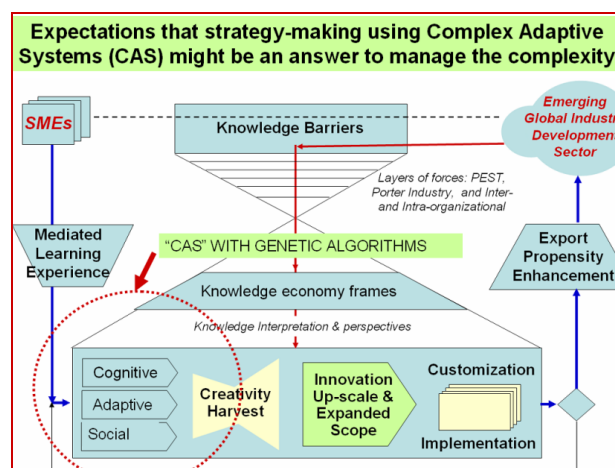 Expectations that strategy-making using Complex Adaptive
Systems (CAS) might be an answer to manage the complexity
SMEs
Knowledge Barriers
Emerging
Global Industry
Development
Sector
Layers of forces: PEST,
Porter Industry, and Inter-
and Intra-organizational
Mediated
Learning
Experience
"CAS" WITH GENETIC ALGORITHMS
Export
Propensity
Enhancement
Knowledge economy frames
Knowledge Interpretation & perspectives
Cognitive
Adaptive
Social
Creativity
Harvest
Innovation
Up-scale &
Expanded
Scope
Customization
Implementation